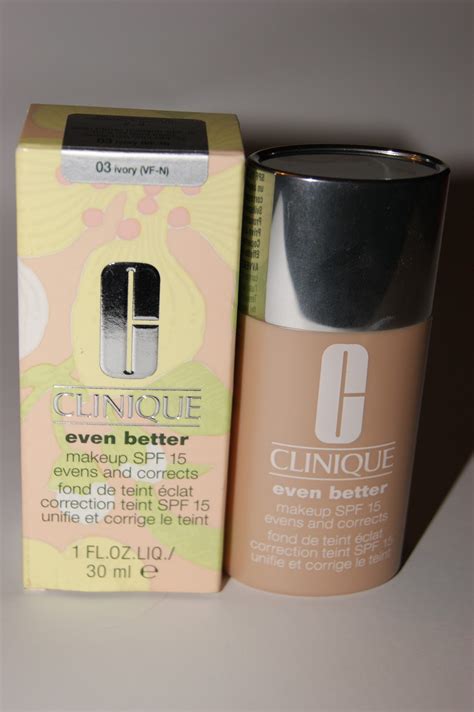 03 ivory (VF-N)
C
CLINIQUE
even better
makeup SPF 15
evens and corrects
fond de teint éclat
correction teint SPF 15
unifie et corrige le teint
1 FL.OZ.LIQ./
30 ml e
C
CLINIQUE
even better
makeup SPF 15
evens and corrects
fond de teint éclat
correction teint SPF 15
unifie et corrige le teint